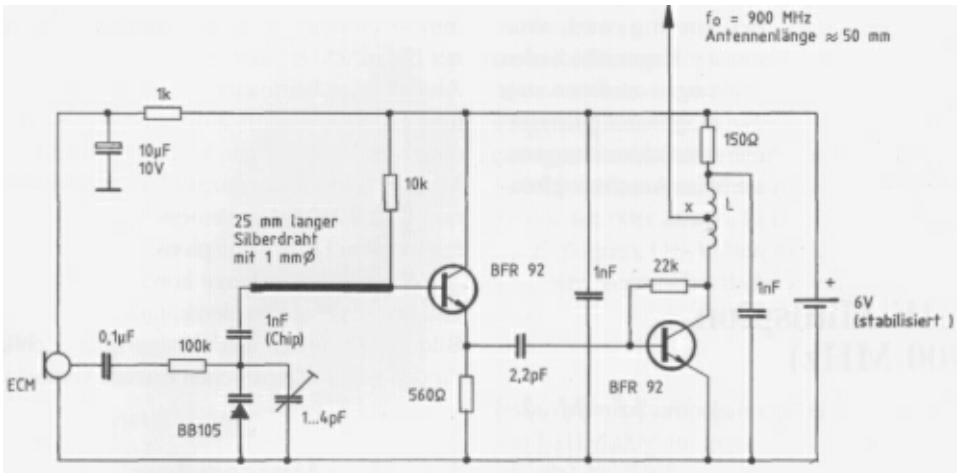 f₀ = 900 MHz
Antennenlänge ≈ 50 mm
1k
10µF
10V
10k
150Ω
25 mm langer
Silberdraht
mit 1 mmØ
x
L
BFR 92
1nF
22k
1nF
+
6V
(stabilisiert)
0,1µF
100k
1nF
(Chip)
ECM
2,2pF
560Ω
BFR 92
1...4pF
BB105